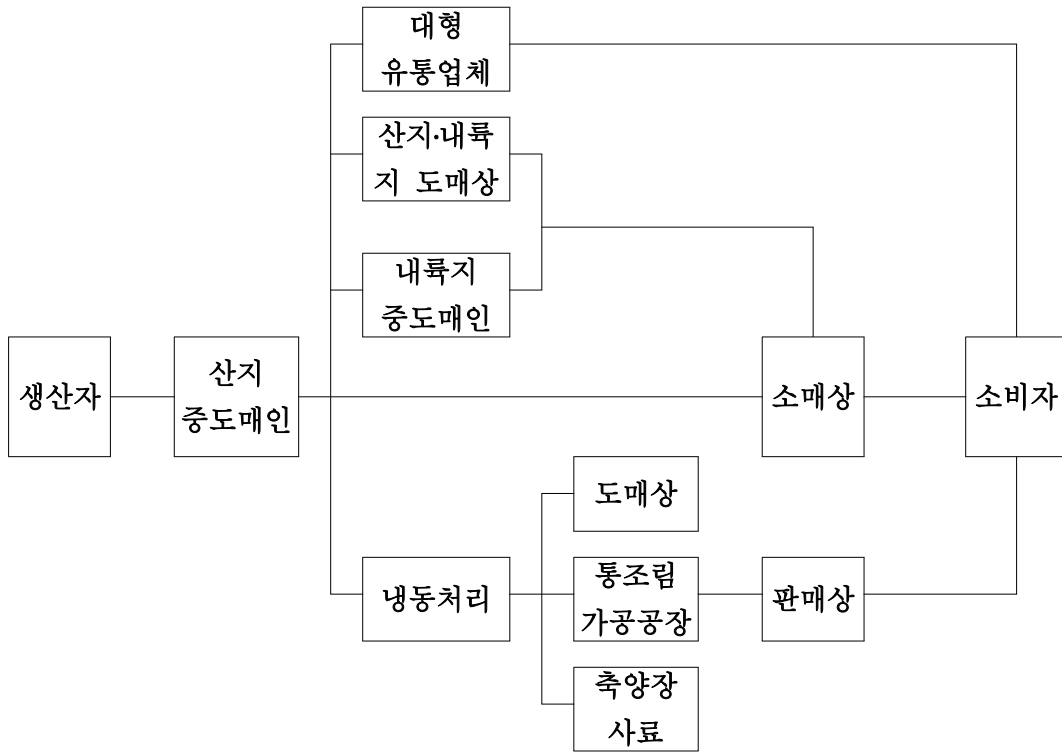 대형
유통업체
산지·내륙
지 도매상
내륙지
중도매인
생산자
산지
중도매인
소매상
소비자
도매상
냉동처리
통조림
가공공장
판매상
축양장
사료